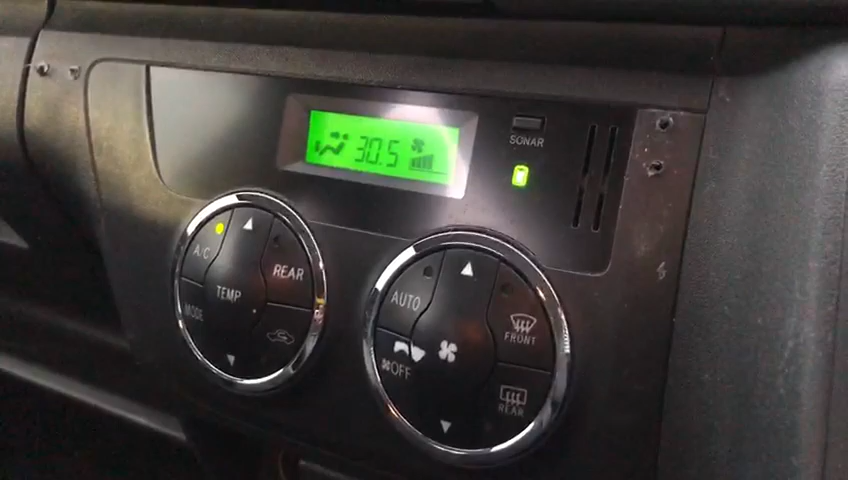 30.5
SONAR
A/C
REAR
TEMP
MODE
AUTO
FRONT
OFF
REAR